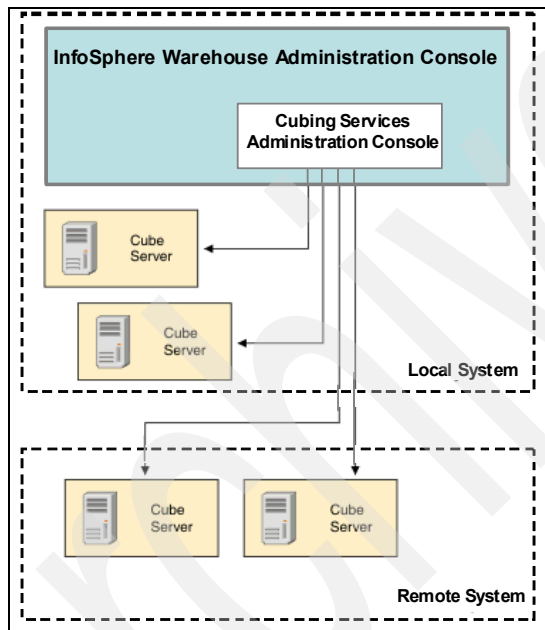 InfoSphere Warehouse Administration Console
Cubing Services
Administration Console
Cube
Server
Cube
Server
Local System
Cube
Server
Cube
Server
Remote System